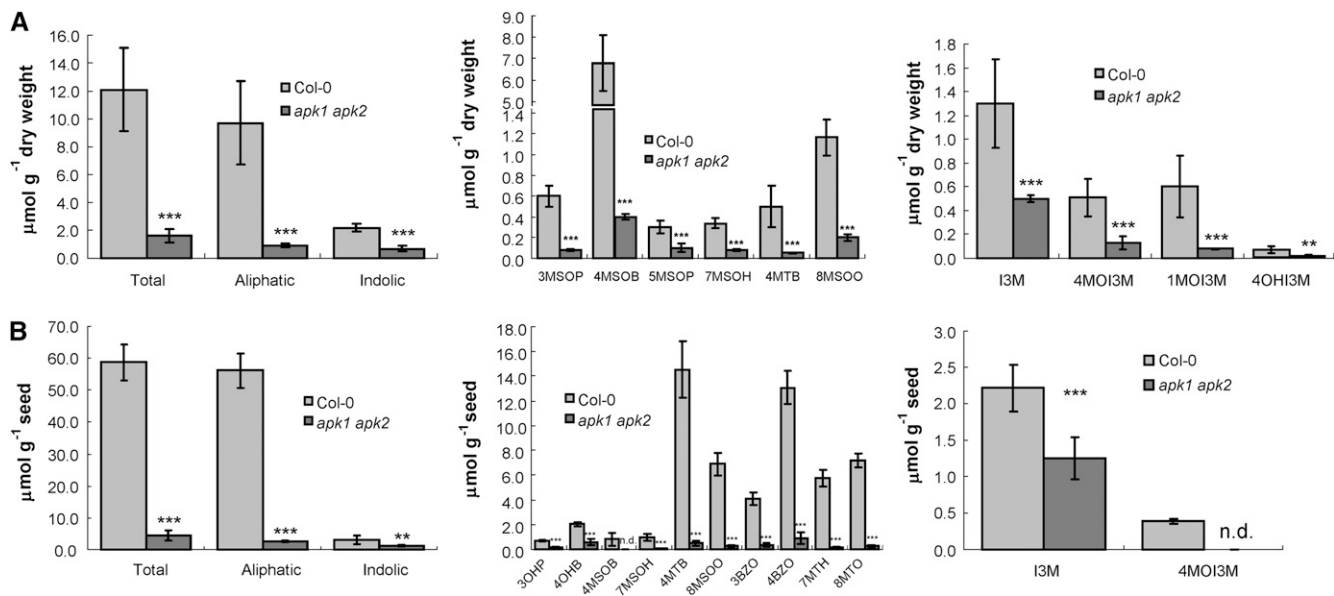 A
μmol g-1 dry weight
16.0
14.0
12.0
10.0
8.0
6.0
4.0
2.0
0.0
Col-0
apk1 apk2
***
***
***
Total Aliphatic Indolic
μmol g-1 dry weight
9.0
8.0
7.0
6.0
5.0
1.4
1.2
1.0
0.8
0.6
0.4
0.2
0.0
Col-0
apk1 apk2
***
***
***
***
***
***
3MSOP 4MSOB 5MSOP 7MSOH 4MTB 8MSOO
μmol g-1 dry weight
1.8
1.6
1.4
1.2
1.0
0.8
0.6
0.4
0.2
0.0
Col-0
apk1 apk2
***
***
***
**
I3M 4MOI3M 1MOI3M 4OHI3M
B
μmol g-1 seed
70.0
60.0
50.0
40.0
30.0
20.0
10.0
0.0
Col-0
apk1 apk2
***
***
**
Total Aliphatic Indolic
μmol g-1 seed
18.0
16.0
14.0
12.0
10.0
8.0
6.0
4.0
2.0
0.0
Col-0
apk1 apk2
***
***
n.d.
***
***
***
***
***
***
***
3OHP 4OHB 4MSOB 7MSOH 4MTB 8MSOO 3BZO 4BZO 7MTH 8MTO
μmol g-1 seed
3.0
2.5
2.0
1.5
1.0
0.5
0.0
Col-0
apk1 apk2
***
n.d.
I3M 4MOI3M